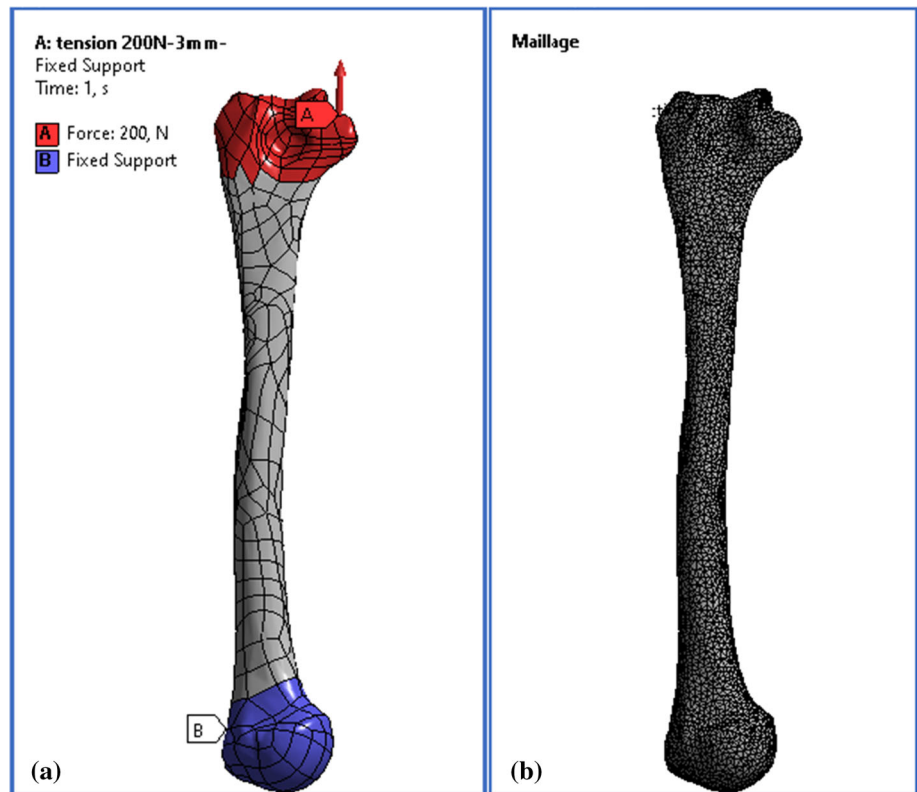 A: tension 200N-3mm-
Fixed Support
Time: 1, s
A Force: 200, N
B Fixed Support
A
B
(a)
Maillage
(b)